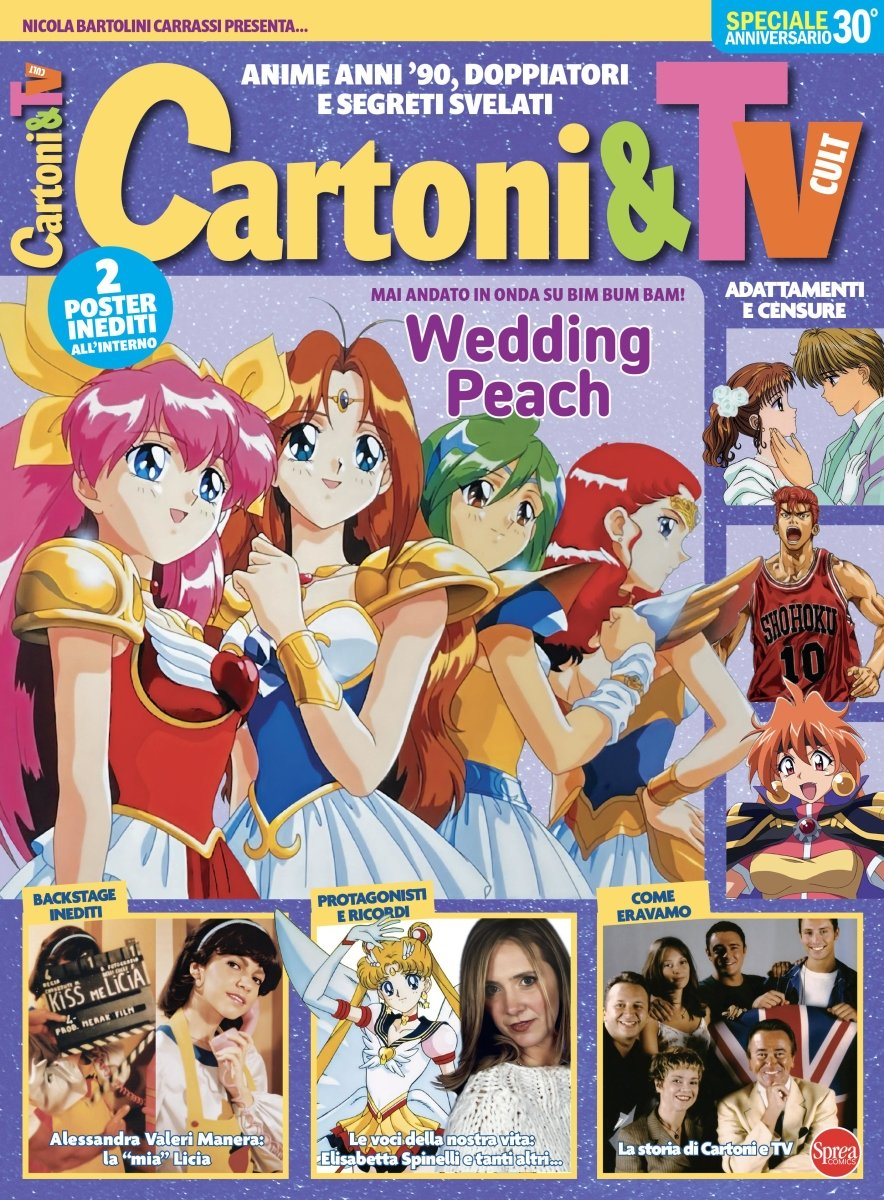 NICOLA BARTOLINI CARRASSI PRESENTA...
SPECIALE
ANNIVERSARIO 30°
Cartoni&TV
CULT
ANIME ANNI '90, DOPPIATORI
E SEGRETI SVELATI
Cartoni&TV
CULT
2
POSTER
INEDITI
ALL'INTERNO
MAI ANDATO IN ONDA SU BIM BUM BAM!
Wedding
Peach
ADATTAMENTI
E CENSURE
SHOHOKU
10
BACKSTAGE
INEDITI
KISS me LICIA
PROD. MERAK FILM
Alessandra Valeri Manera:
la “mia” Licia
PROTAGONISTI
E RICORDI
Le voci della nostra vita:
Elisabetta Spinelli e tanti altri...
COME
ERAVAMO
La storia di Cartoni e TV
Sprea
COMICS